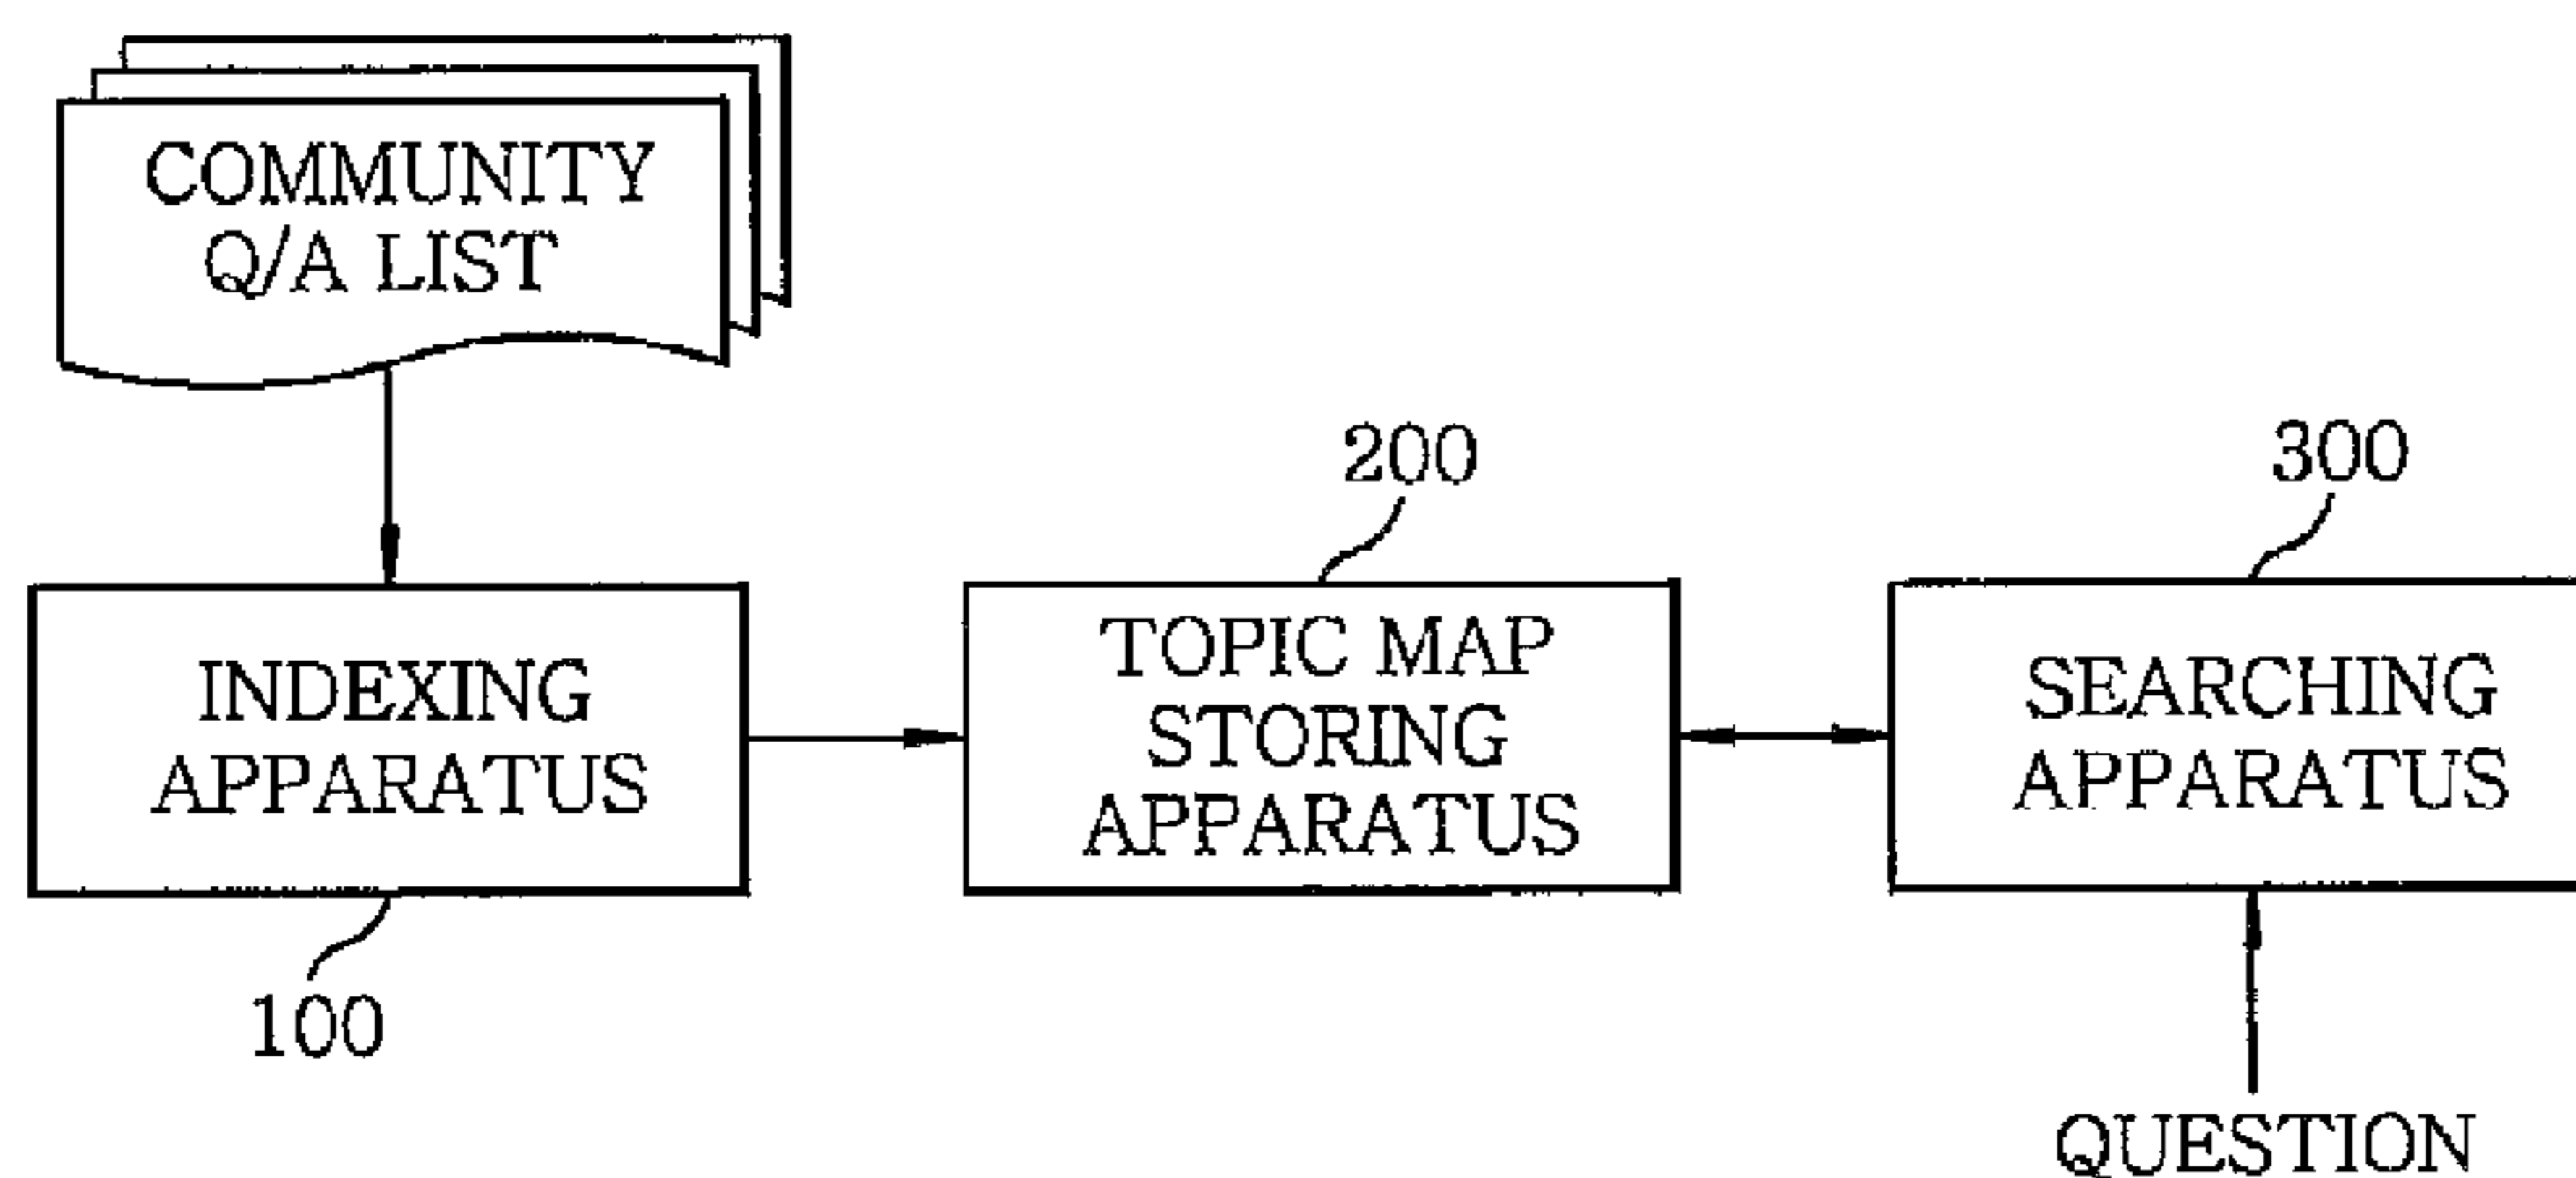 COMMUNITY
Q/A LIST
200
300
INDEXING
APPARATUS
TOPIC MAP
STORING
APPARATUS
SEARCHING
APPARATUS
100
QUESTION